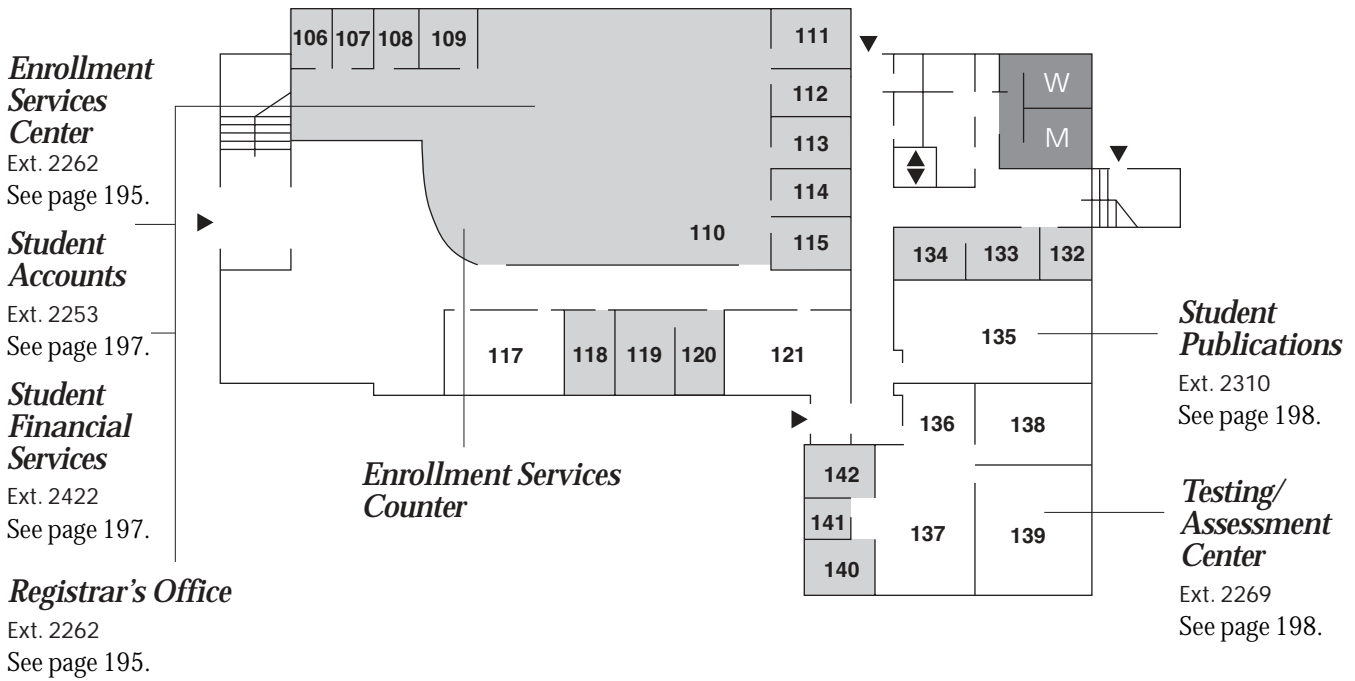 Enrollment
Services
Center
Ext. 2262
See page 195.
Student
Accounts
Ext. 2253
See page 197.
Student
Financial
Services
Ext. 2422
See page 197.
Registrar's Office
Ext. 2262
See page 195.
106 107 108 109
111
112
113
114
115
110
W
M
134 133 132
135
117 118 119 120 121
136 138
142
141
140
137 139
Enrollment Services
Counter
Student
Publications
Ext. 2310
See page 198.
Testing/
Assessment
Center
Ext. 2269
See page 198.